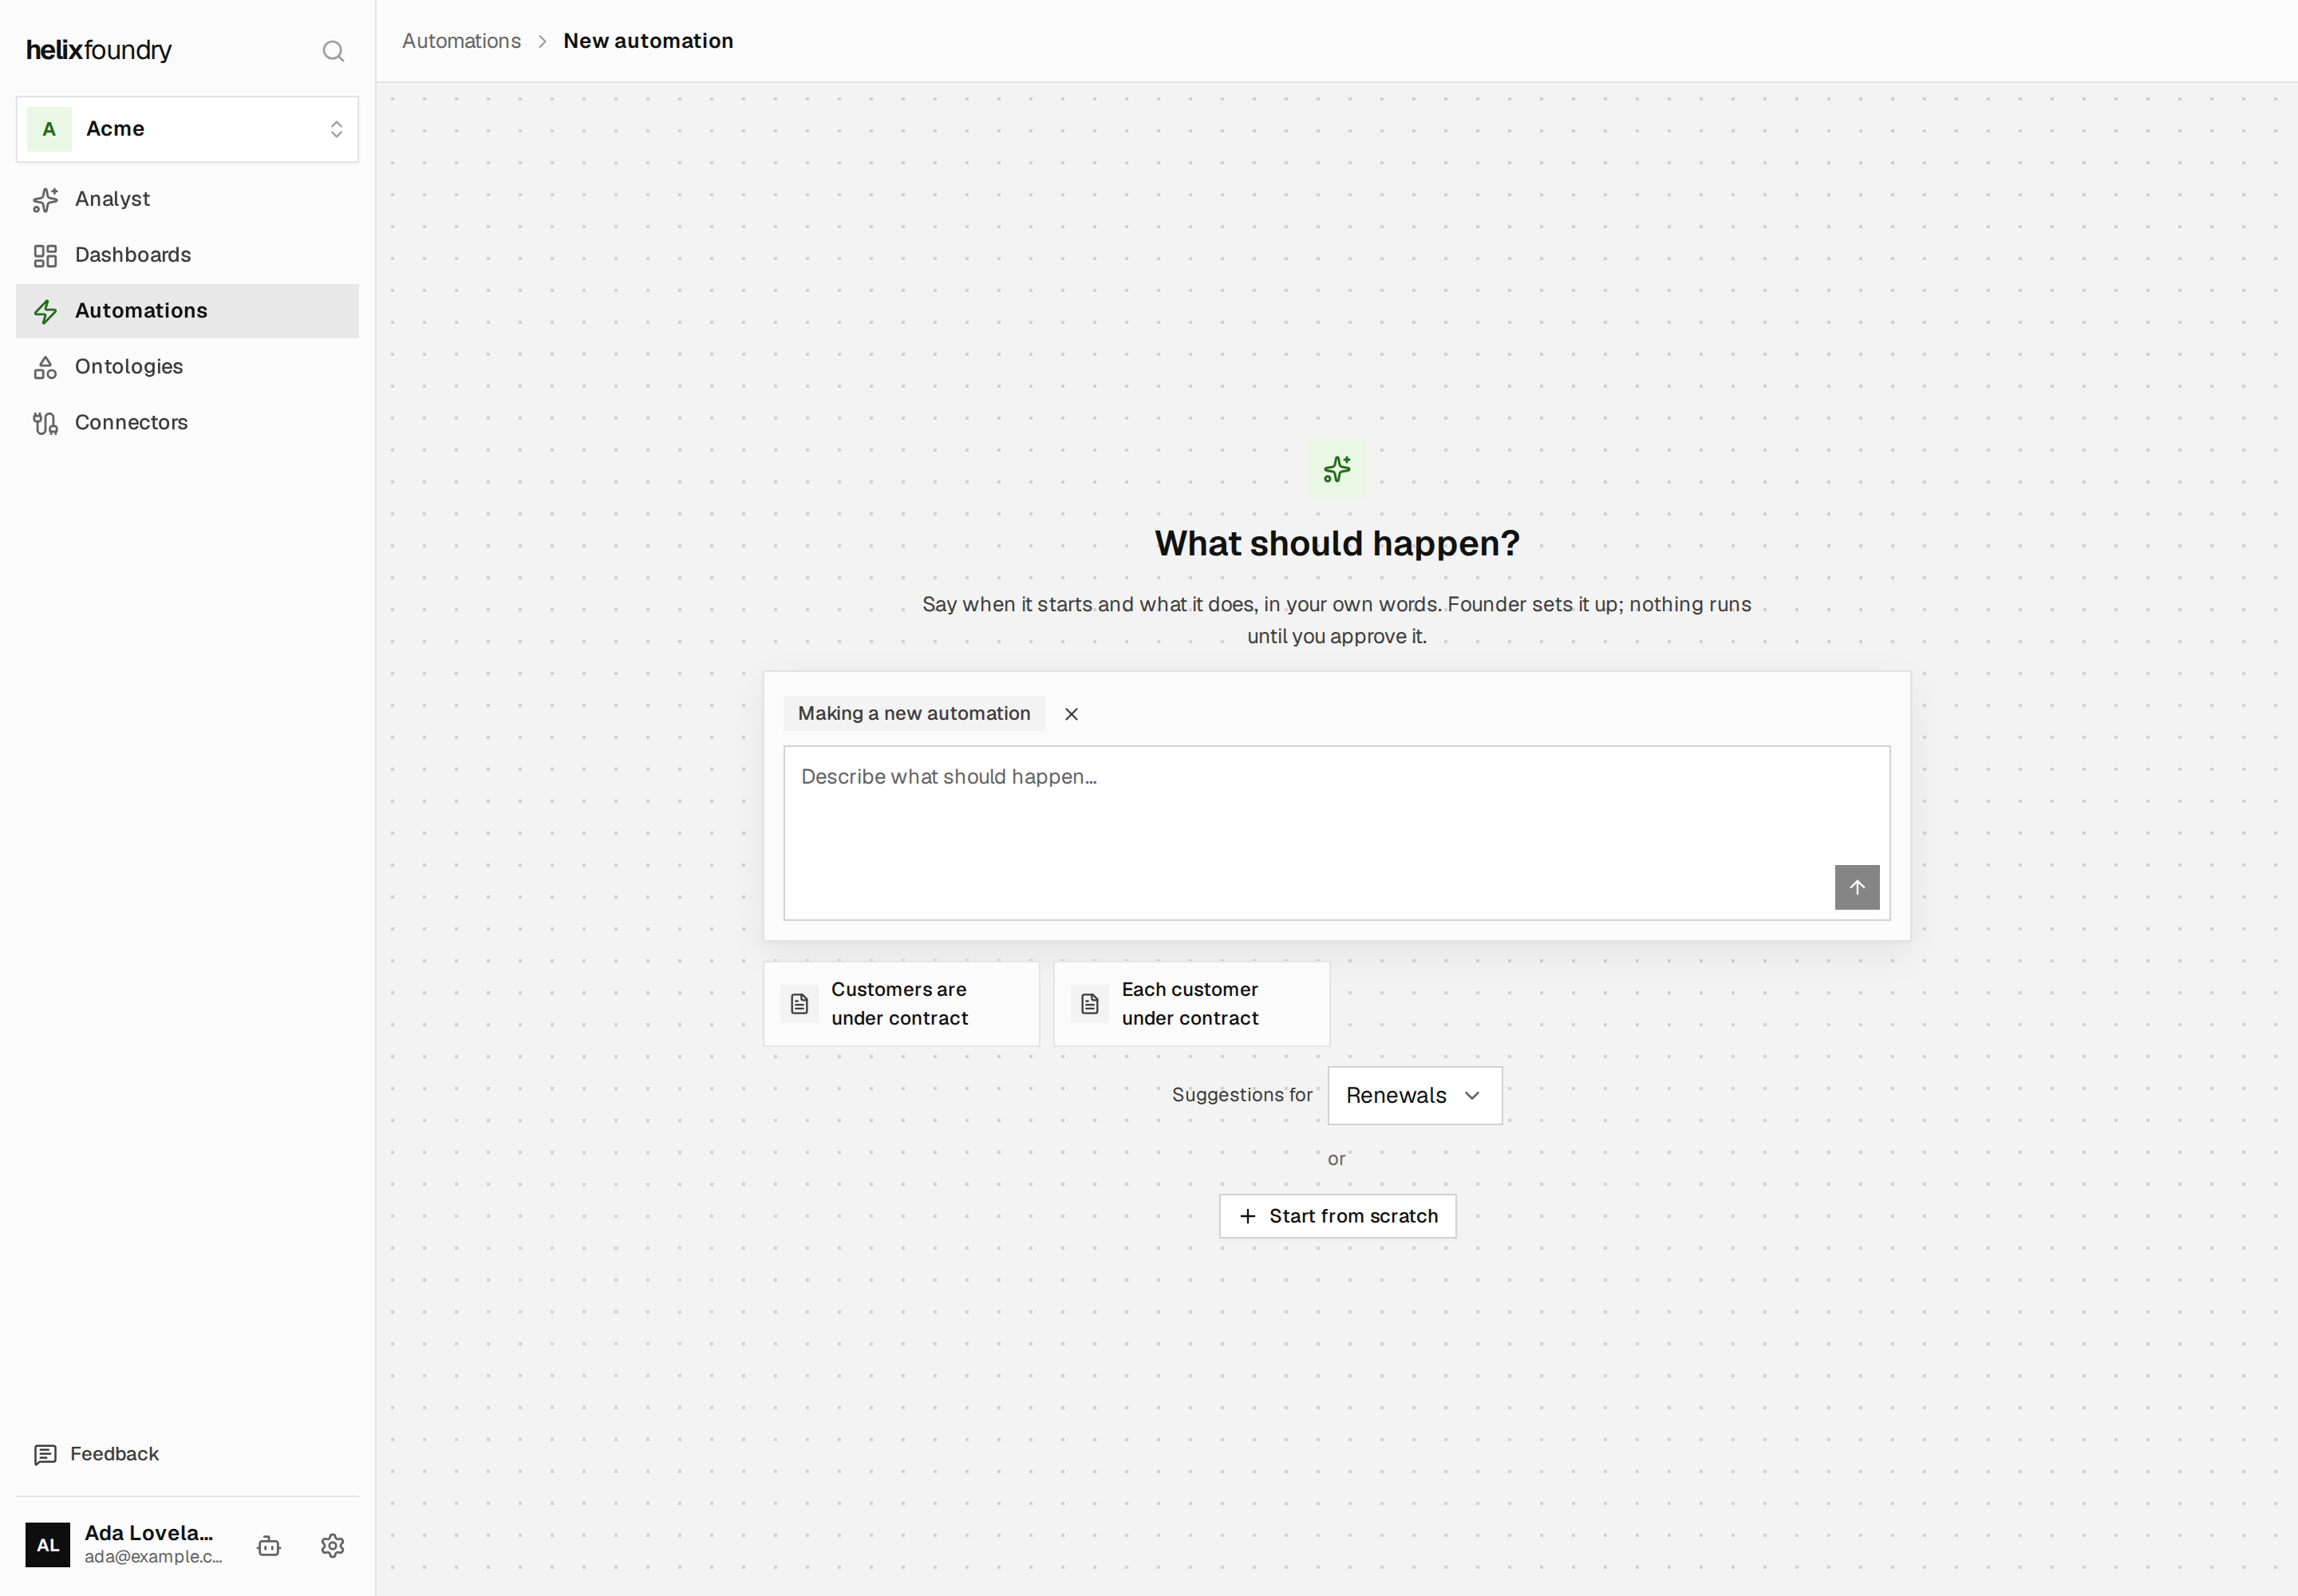 helixfoundry
Automations > New automation
A Acme
Analyst
Dashboards
Automations
Ontologies
Connectors
What should happen?
Say when it starts and what it does, in your own words. Founder sets it up; nothing runs
until you approve it.
Making a new automation
Describe what should happen...
Customers are
under contract
Each customer
under contract
Suggestions for Renewals
or
Start from scratch
Feedback
AL Ada Lovela...
ada@example.c...